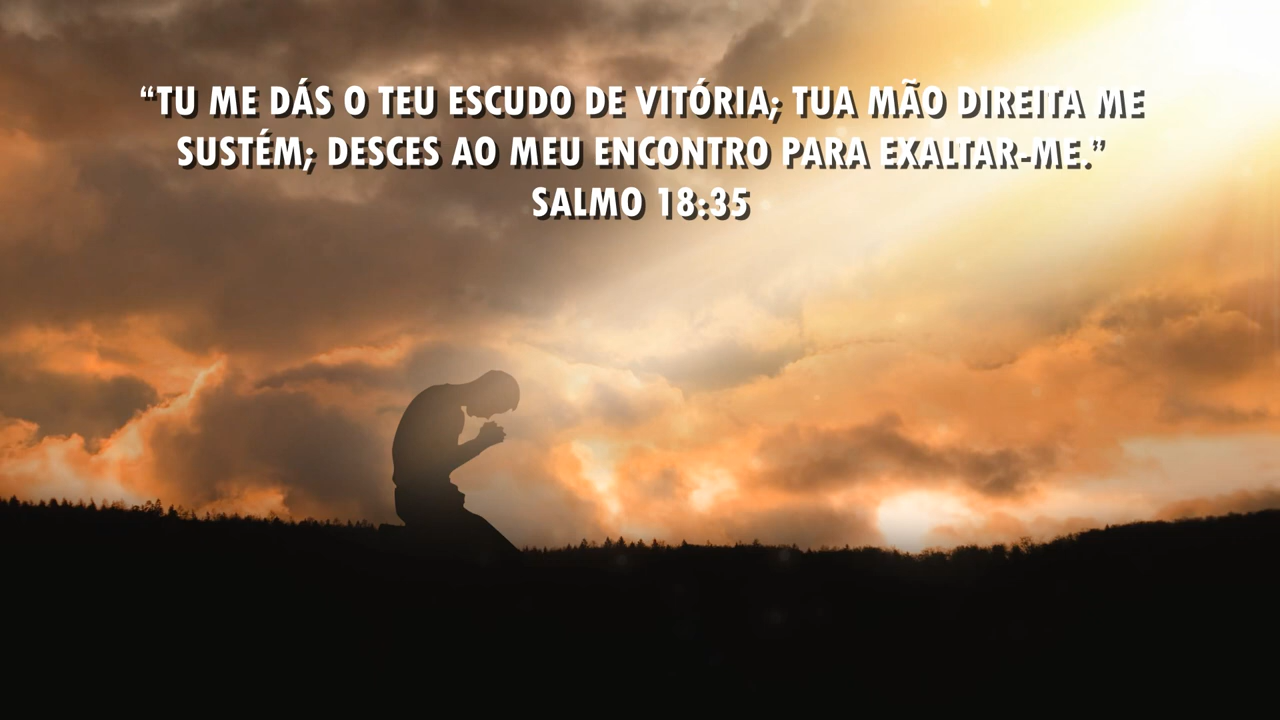 “TU ME DÁS O TEU ESCUDO DE VITÓRIA; TUA MÃO DIREITA ME
SUSTÉM; DESCES AO MEU ENCONTRO PARA EXALTAR-ME.”
SALMO 18:35